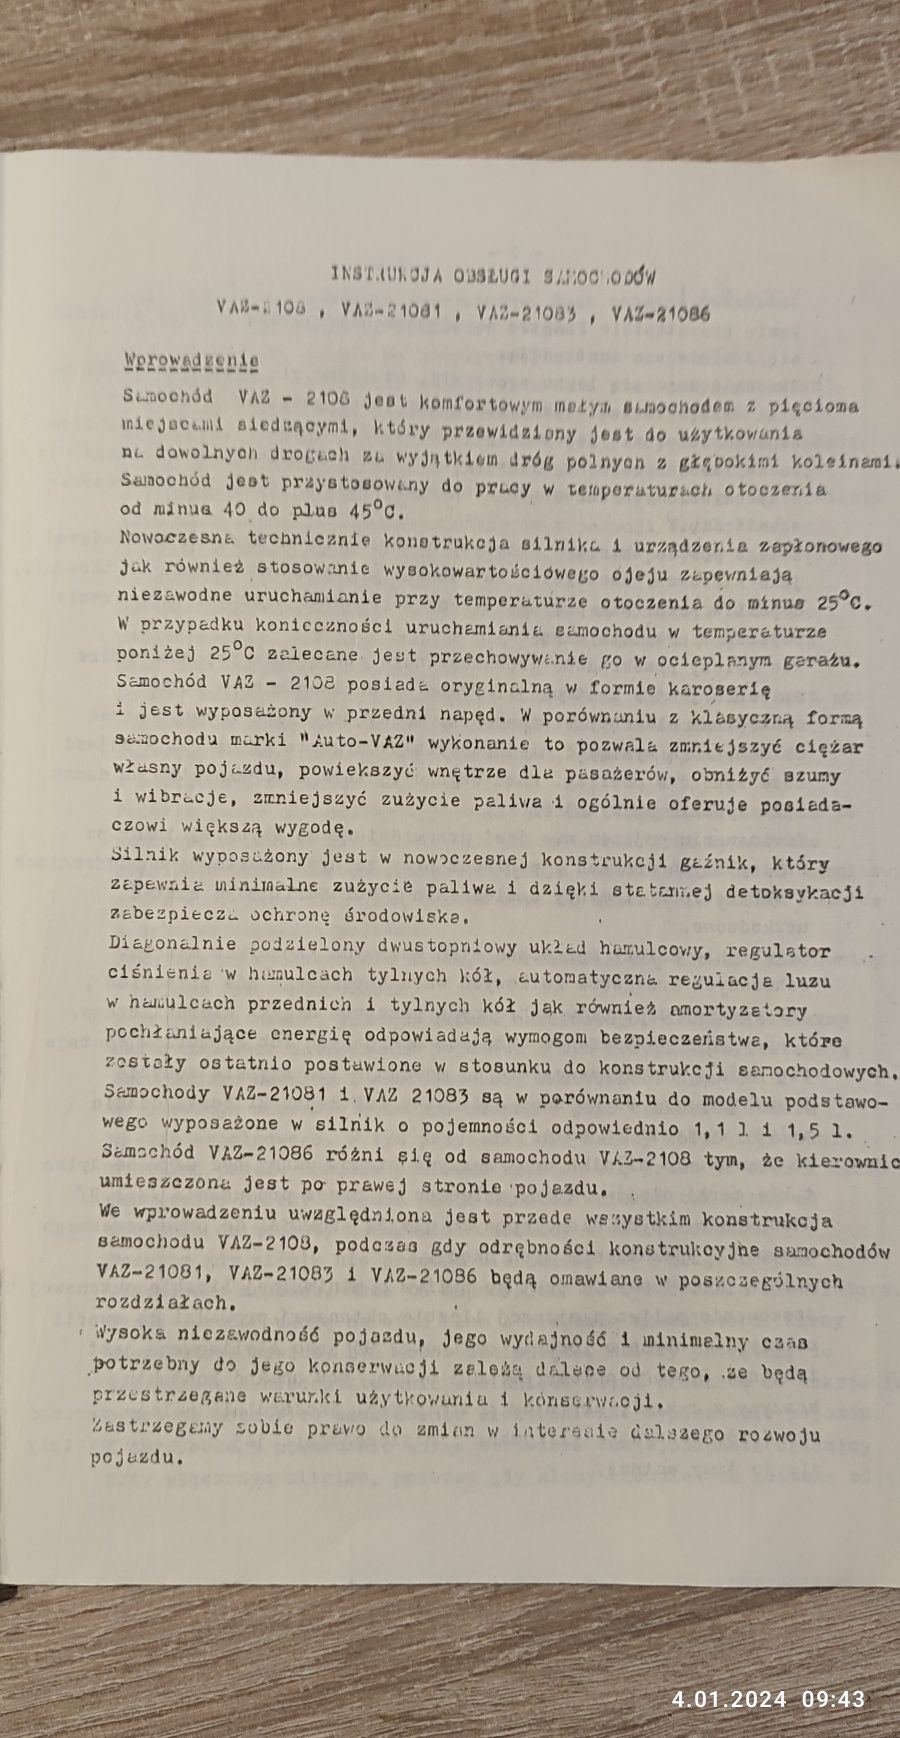 INSTRUKCJA OBSŁUGI SAMOCHODÓW
VAZ-2108 , VAZ-21081 , VAZ-21083 , VAZ-21086
Wprowadzenie
Samochód VAZ - 2108 jest komfortowym małym samochodem z pięcioma
miejscami siedzącymi, który przewidziany jest do użytkowania
na dowolnych drogach za wyjątkiem dróg polnych z głębokimi koleinami.
Samochód jest przystosowany do pracy w temperaturach otoczenia
od minus 40 do plus 45°C.
Nowoczesna technicznie konstrukcja silnika i urządzenia zapłonowego
jak również stosowanie wysokowartościowego ojeju zapewniają
niezawodne uruchamianie przy temperaturze otoczenia do minus 25°C.
W przypadku konieczności uruchamiania samochodu w temperaturze
poniżej 25°C zalecane jest przechowywanie go w ocieplanym garażu.
Samochód VAZ - 2108 posiada oryginalną w formie karoserię
i jest wyposażony w przedni napęd. W porównaniu z klasyczną formą
samochodu marki "Auto-VAZ" wykonanie to pozwala zmniejszyć ciężar
własny pojazdu, powiekszyć wnętrze dla pasażerów, obniżyć szumy
i wibracje, zmniejszyć zużycie paliwa i ogólnie oferuje posiada-
czowi większą wygodę.
Silnik wyposażony jest w nowoczesnej konstrukcji gaźnik, który
zapewnia minimalne zużycie paliwa i dzięki detoksykacji
zabezpiecza ochronę środowiska.
Diagonalnie podzielony dwustopniowy układ hamulcowy, regulator
ciśnienia w hamulcach tylnych kół, automatyczna regulacja luzu
w hamulcach przednich i tylnych kół jak również amortyzatory
pochłaniające energię odpowiadają wymogom bezpieczeństwa, które
zostały ostatnio postawione w stosunku do konstrukcji samochodowych.
Samochody VAZ-21081 i VAZ 21083 są w porównaniu do modelu podstawo-
wego wyposażone w silnik o pojemności odpowiednio 1,1 l i 1,5 l.
Samochód VAZ-21086 różni się od samochodu VAZ-2108 tym, że kierownic
umieszczona jest po prawej stronie pojazdu.
We wprowadzeniu uwzględniona jest przede wszystkim konstrukcja
samochodu VAZ-2108, podczas gdy odrębności konstrukcyjne samochodów
VAZ-21081, VAZ-21083 i VAZ-21086 będą omawiane w poszczególnych
rozdziałach.
Wysoka niezawodność pojazdu, jego wydajność i minimalny czas
potrzebny do jego konserwacji zależą dalece od tego, że będą
przestrzegane warunki użytkowania i konserwacji.
Zastrzegamy sobie prawo do zmian w interesie dalszego rozwoju
pojazdu.
4.01.2024 09:43